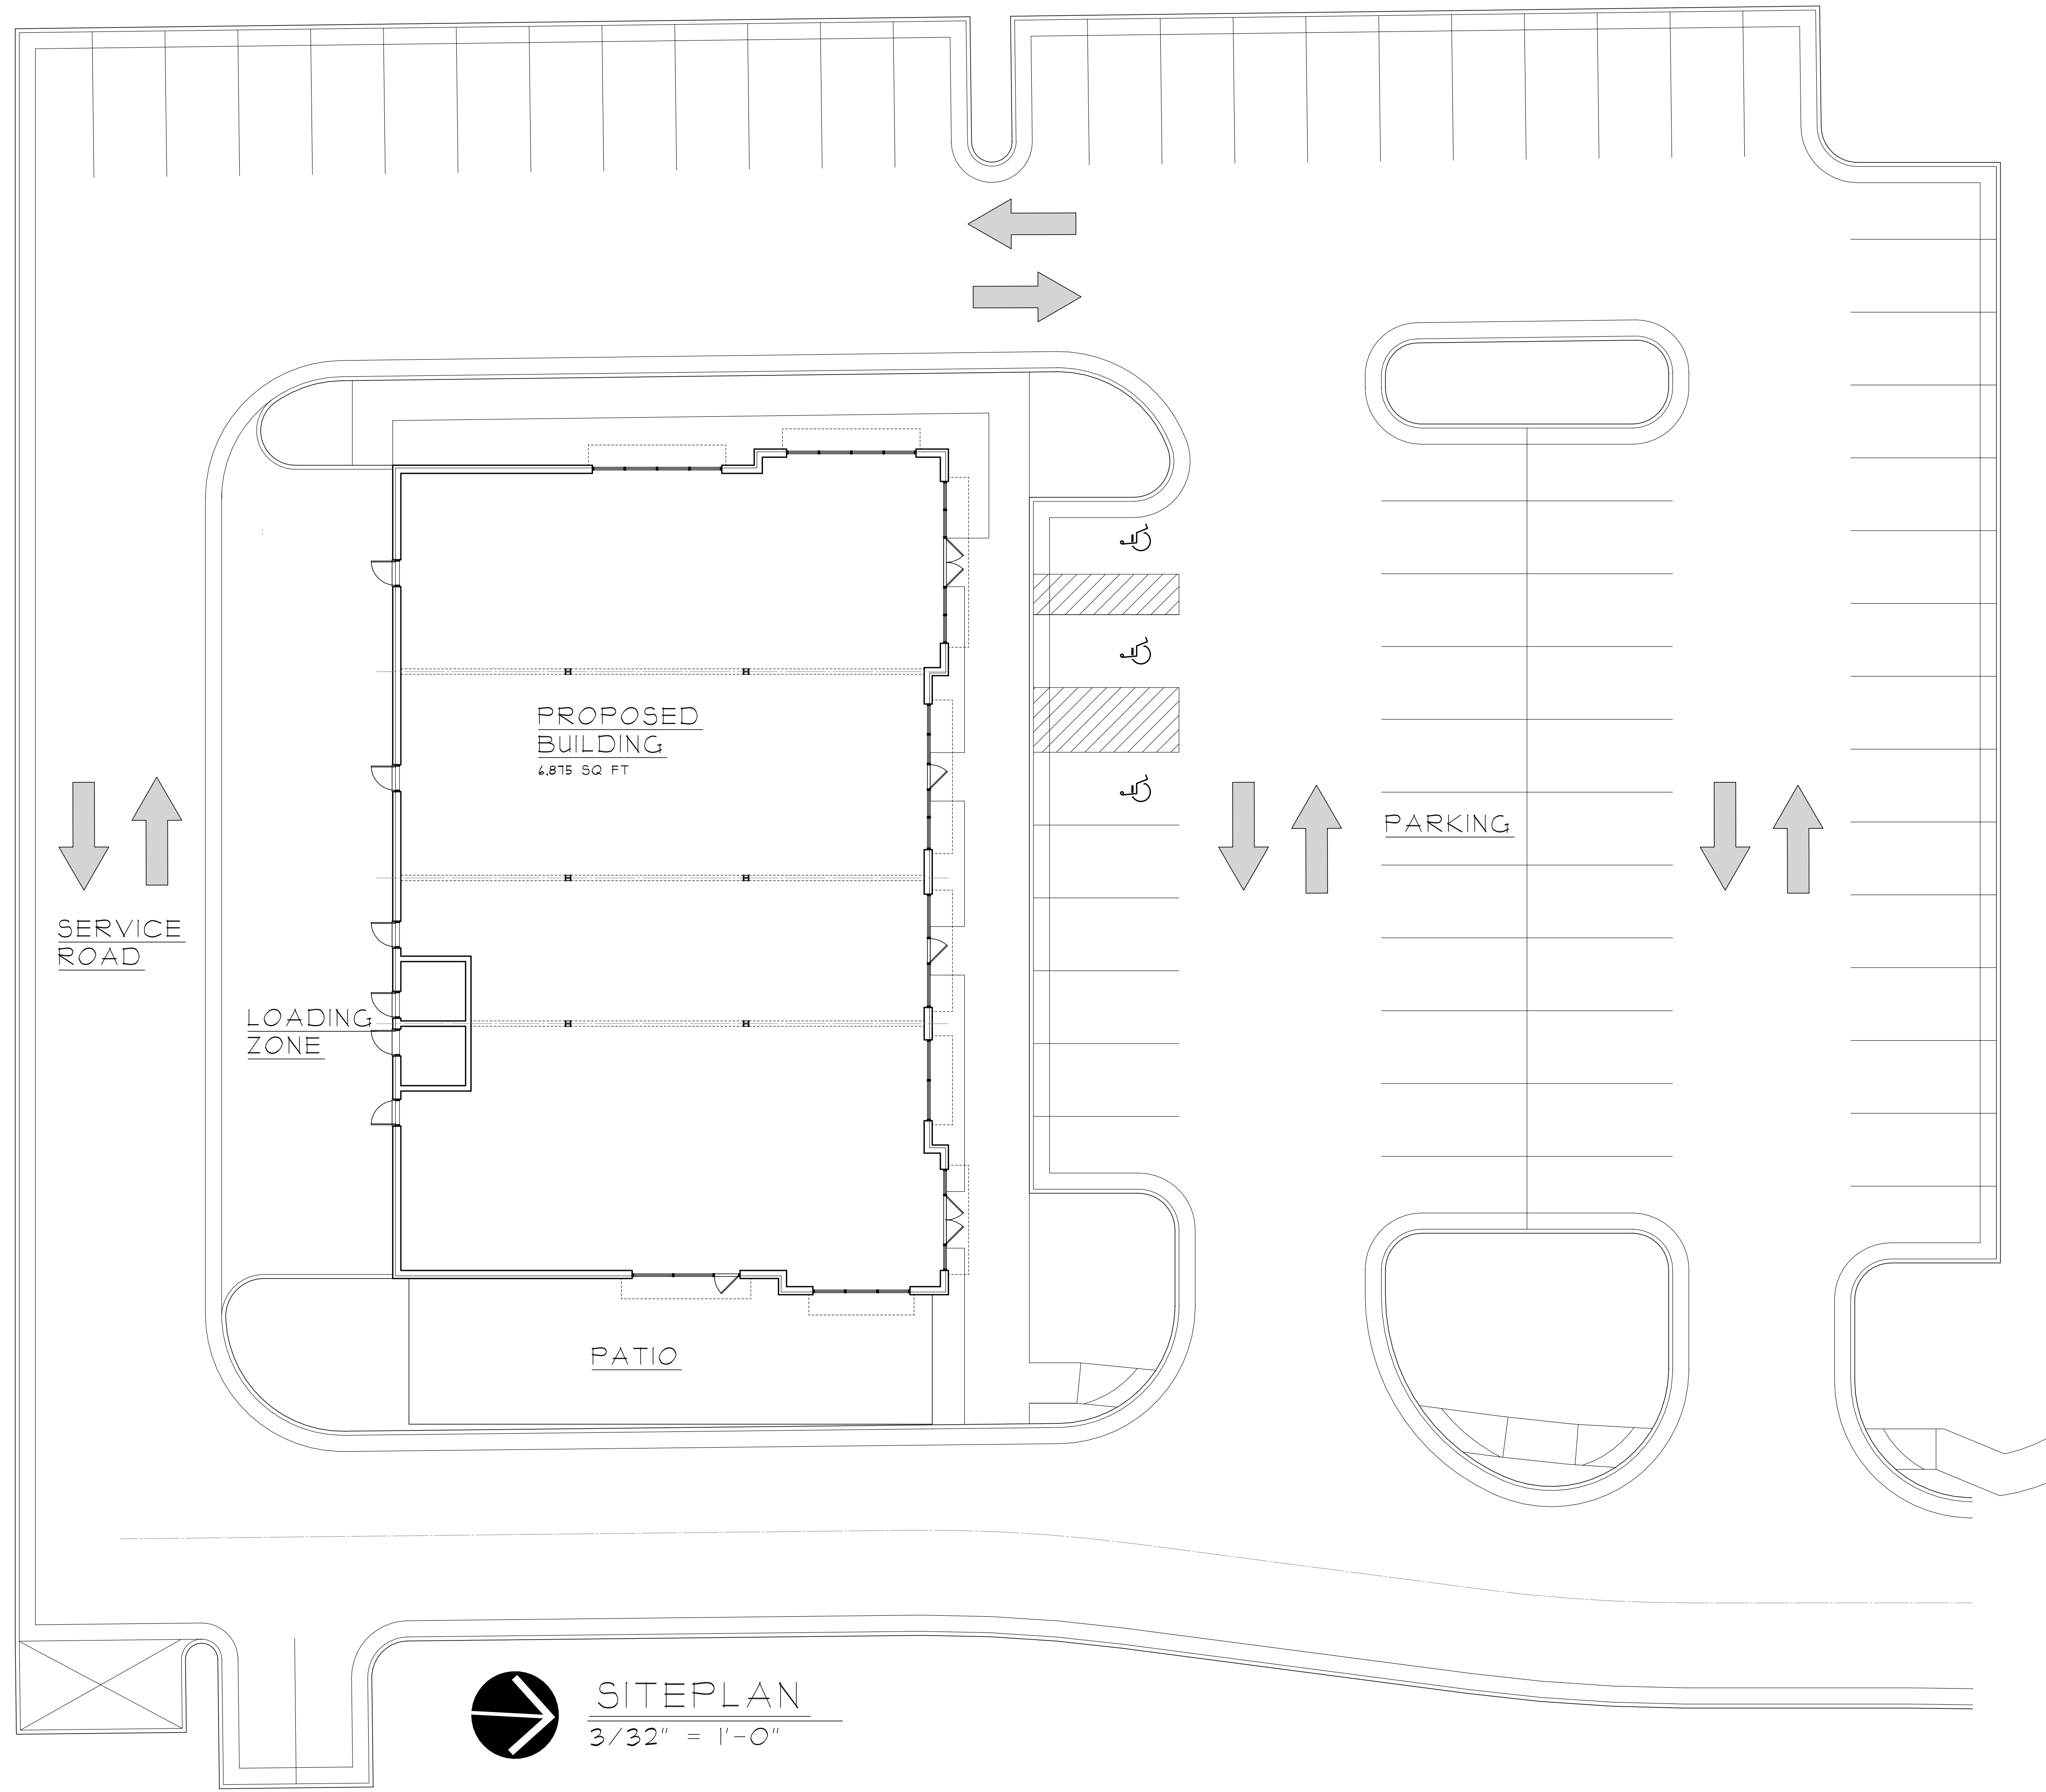 PROPOSED
BUILDING
6,875 SQ FT
PARKING
SERVICE
ROAD
LOADING
ZONE
PATIO
SITEPLAN
3/32" = 1'-0"